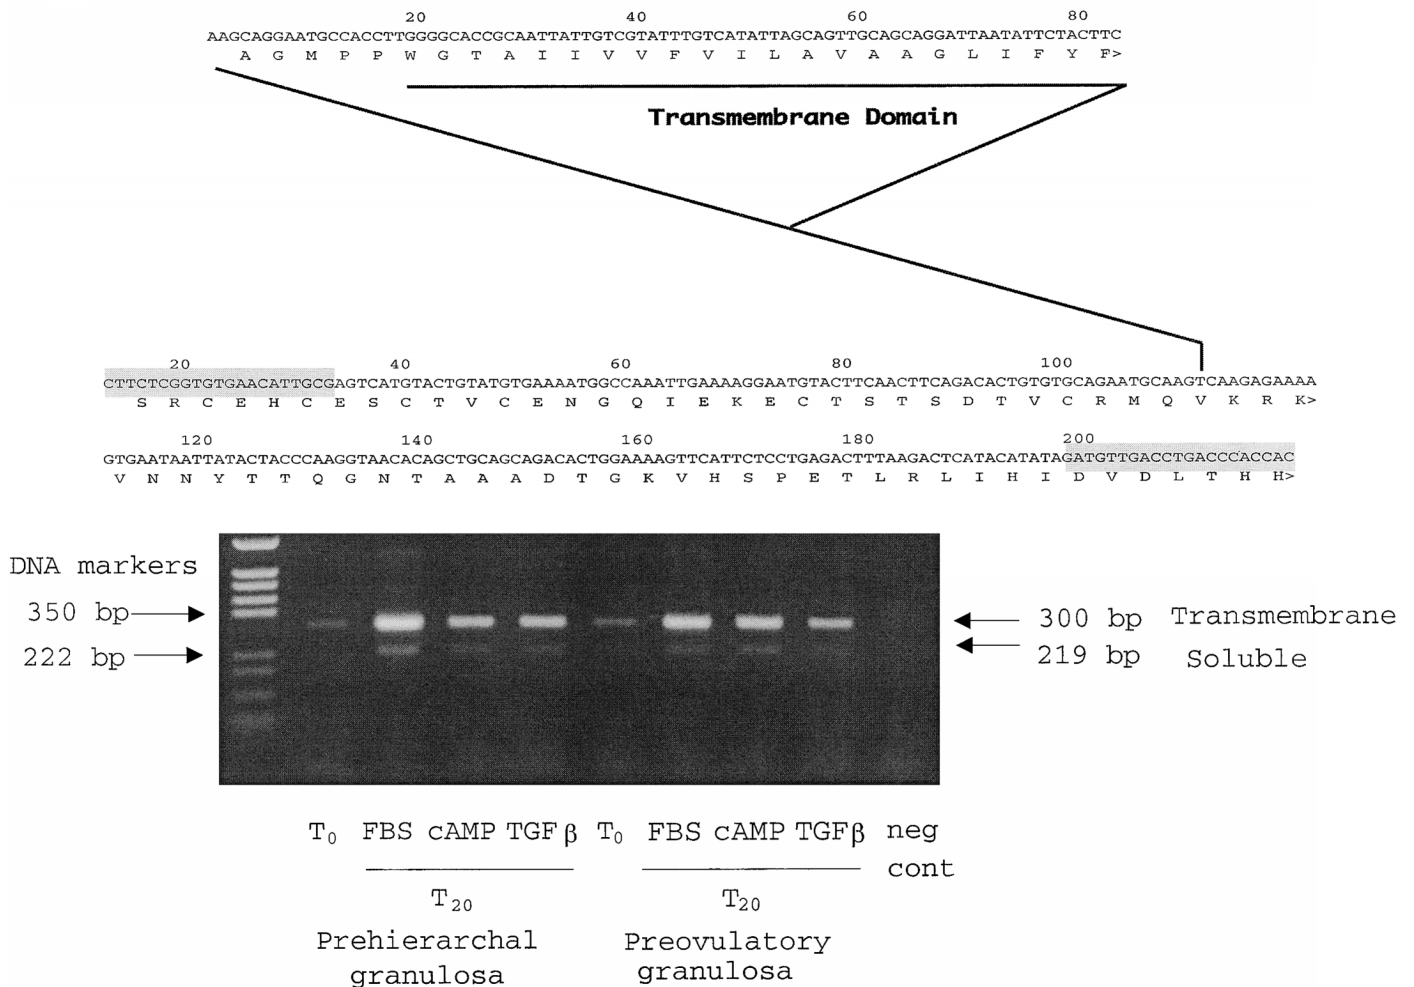 20 40 60 80
AAGCAGGAATGCCACCTTGGGGCACCGCAATTATTGTCGTATTTGTCATATTAGCAGTTGCAGCAGGATTAATATTCTACTTC
A G M P P W G T A I I V V F V I L A V A A G L I F Y F>
Transmembrane Domain
20 40 60 80 100
CTTCTCGGTGTGAACATTGCGAGTCATGTACTGTATGTGAAAATGGCCAAATTGAAAAGGAATGTACTTCAACTTCAGACACTGTGTGCAGAATGCAAGTCAAGAGAAAA
S R C E H C E S C T V C E N G Q I E K E C T S T S D T V C R M Q V K R K>
120 140 160 180 200
GTGAATAATTATACTACCCAAGGTAACACAGCTGCAGCAGACACTGGAAAAGTTCATTCTCCTGAGACTTTAAGACTCATACATATAGATGTTGACCTGACCCACCAC
V N N Y T T Q G N T A A A D T G K V H S P E T L R L I H I D V D L T H H>
DNA markers
350 bp
222 bp
300 bp Transmembrane
219 bp Soluble
T0 FBS cAMP TGF β T0 FBS cAMP TGF β neg
cont
T20 T20
Prehierarchal Preovulatory
granulosa granulosa